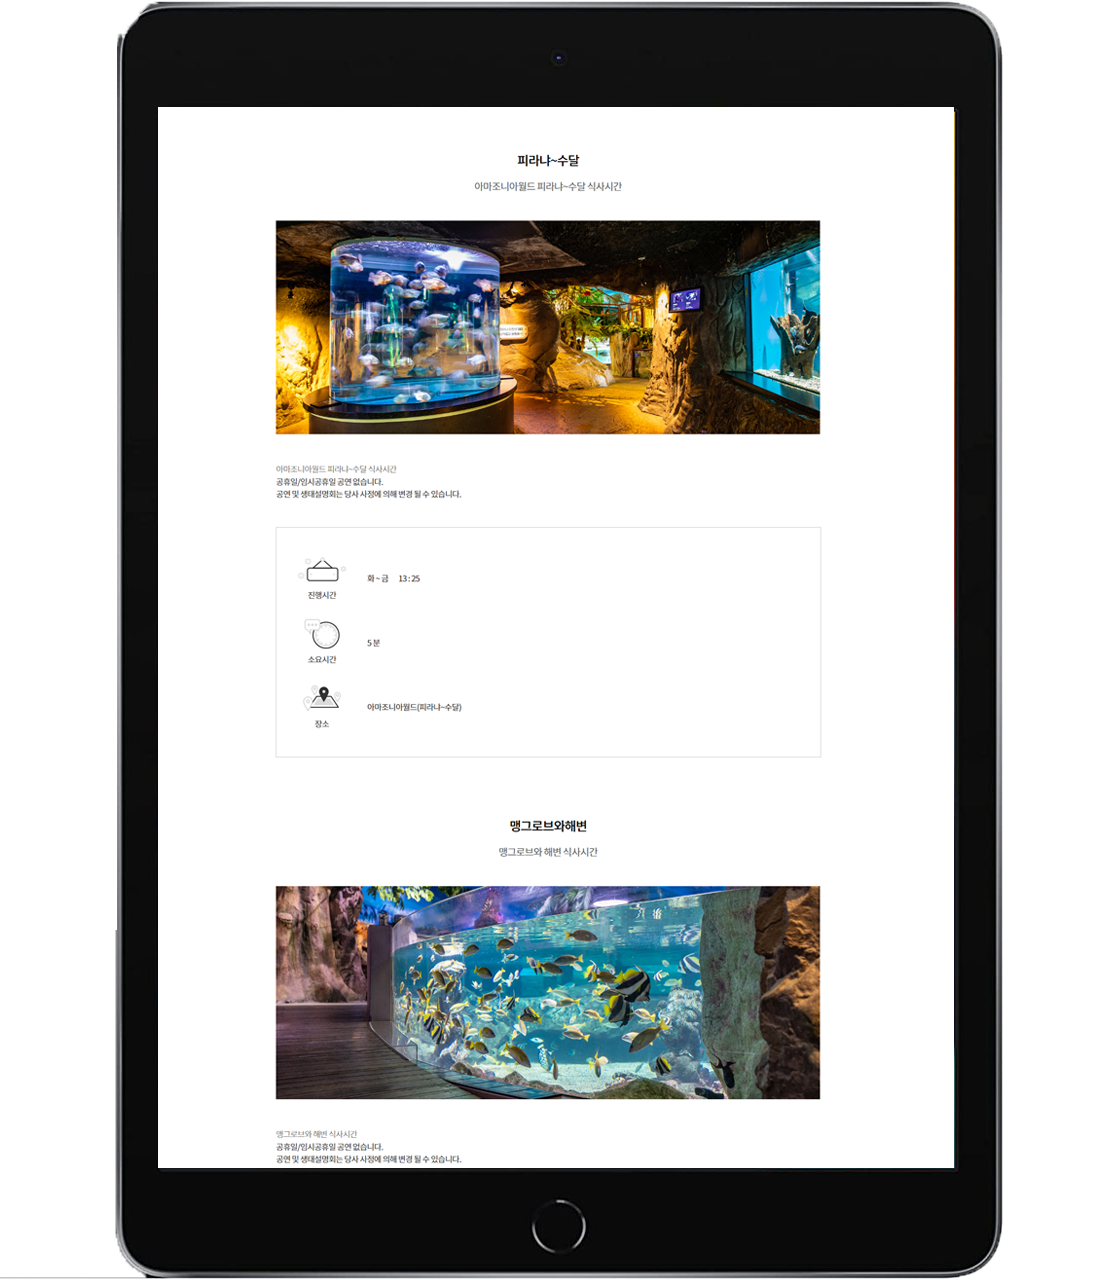 피라냐~수달
아마조니아월드 피라냐~수달 식사시간
아마조니아월드 피라냐~수달 식사시간
공휴일/임시공휴일 공연 없습니다.
공연 및 생태설명회는 당사 사정에 의해 변경 될 수 있습니다.
화 ~ 금 13 : 25
진행시간
5 분
소요시간
아마조니아월드(피라냐~수달)
장소
맹그로브와해변
맹그로브와 해변 식사시간
맹그로브와 해변 식사시간
공휴일/임시공휴일 공연 없습니다.
공연 및 생태설명회는 당사 사정에 의해 변경 될 수 있습니다.